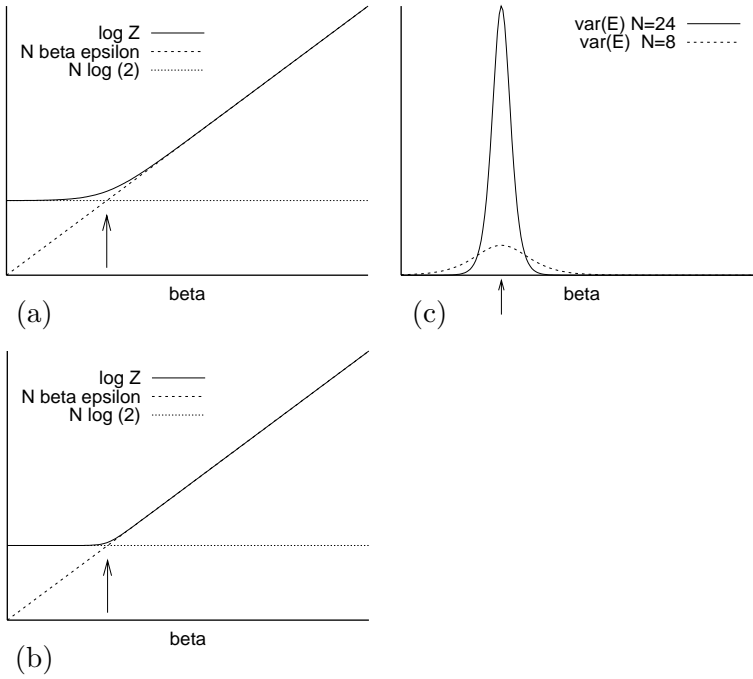 log Z
N beta epsilon
N log (2)
beta
(a)
var(E) N=24
var(E) N=8
beta
(c)
log Z
N beta epsilon
N log (2)
beta
(b)